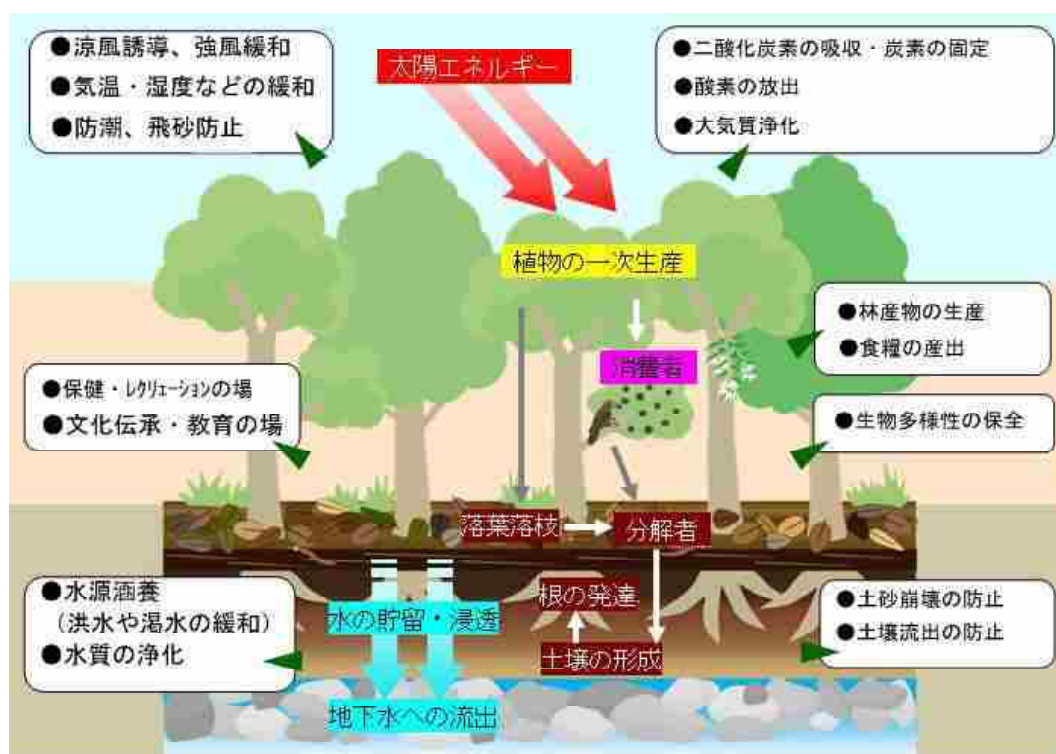 ●涼風誘導、強風緩和
●気温・湿度などの緩和
●防潮、飛砂防止
太陽エネルギー
●二酸化炭素の吸収・炭素の固定
●酸素の放出
●大気質浄化
植物の一次生産
消費者
●林産物の生産
●食糧の産出
●保健・ﾚｸﾘｪｰｼｮﾝの場
●文化伝承・教育の場
●生物多様性の保全
落葉落枝
分解者
●水源涵養
(洪水や渇水の緩和)
●水質の浄化
水の貯留・浸透
根の発達
土壌の形成
●土砂崩壊の防止
●土壌流出の防止
地下水への流出